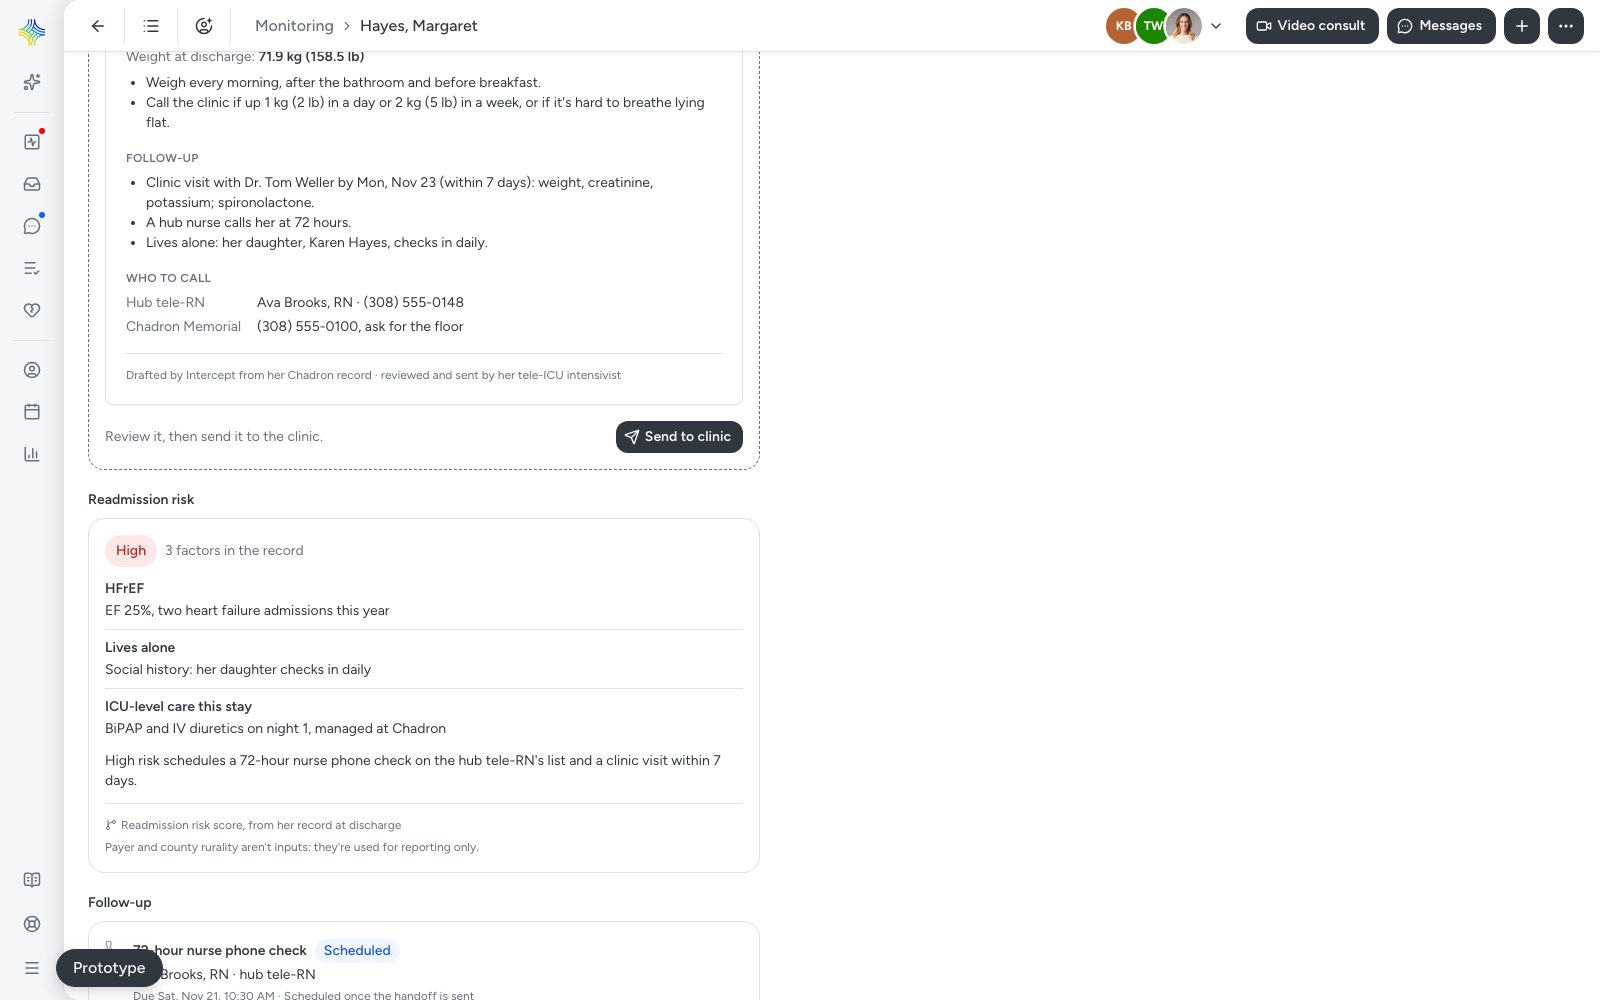 Monitoring > Hayes, Margaret
KB
TW
Video consult
Messages
Weight at discharge: 71.9 kg (158.5 lb)
• Weigh every morning, after the bathroom and before breakfast.
• Call the clinic if up 1 kg (2 lb) in a day or 2 kg (5 lb) in a week, or if it's hard to breathe lying
flat.
FOLLOW-UP
• Clinic visit with Dr. Tom Weller by Mon, Nov 23 (within 7 days): weight, creatinine,
potassium; spironolactone.
• A hub nurse calls her at 72 hours.
• Lives alone: her daughter, Karen Hayes, checks in daily.
WHO TO CALL
Hub tele-RN Ava Brooks, RN · (308) 555-0148
Chadron Memorial (308) 555-0100, ask for the floor
Drafted by Intercept from her Chadron record · reviewed and sent by her tele-ICU intensivist
Review it, then send it to the clinic.
Send to clinic
Readmission risk
High 3 factors in the record
HFrEF
EF 25%, two heart failure admissions this year
Lives alone
Social history: her daughter checks in daily
ICU-level care this stay
BiPAP and IV diuretics on night 1, managed at Chadron
High risk schedules a 72-hour nurse phone check on the hub tele-RN's list and a clinic visit within 7
days.
Readmission risk score, from her record at discharge
Payer and county rurality aren't inputs: they're used for reporting only.
Follow-up
72-hour nurse phone check Scheduled
Brooks, RN · hub tele-RN
Due Sat, Nov 21, 10:30 AM · Scheduled once the handoff is sent
Prototype